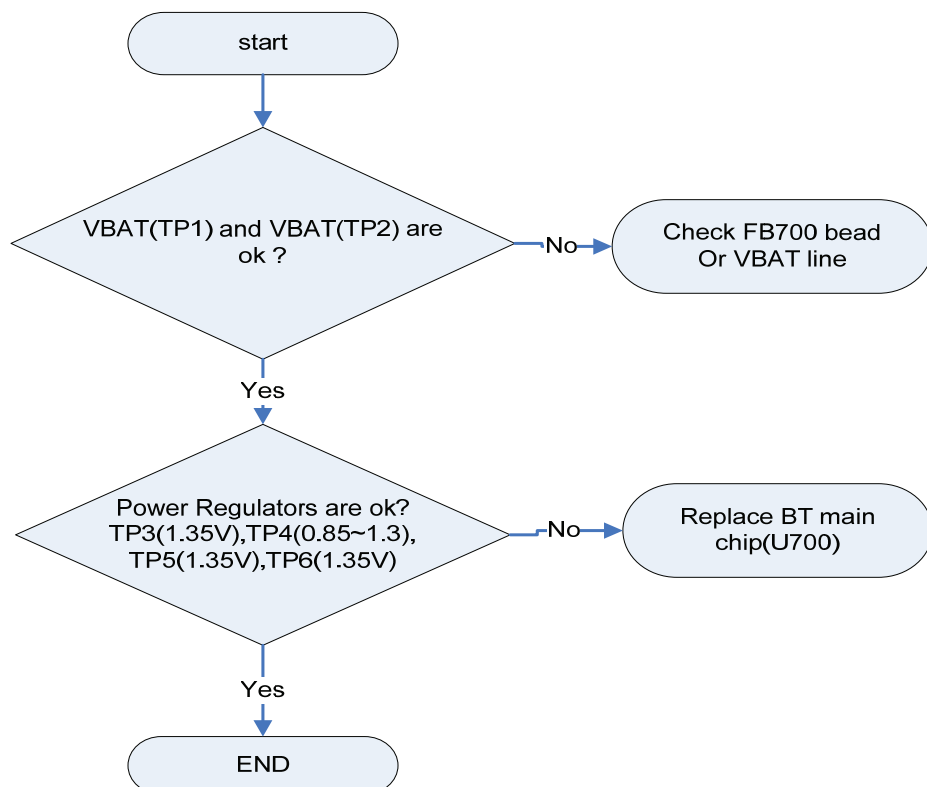 start
VBAT(TP1) and VBAT(TP2) are
ok ?
No
Check FB700 bead
Or VBAT line
Yes
Power Regulators are ok?
TP3(1.35V),TP4(0.85~1.3),
TP5(1.35V),TP6(1.35V)
No
Replace BT main
chip(U700)
Yes
END